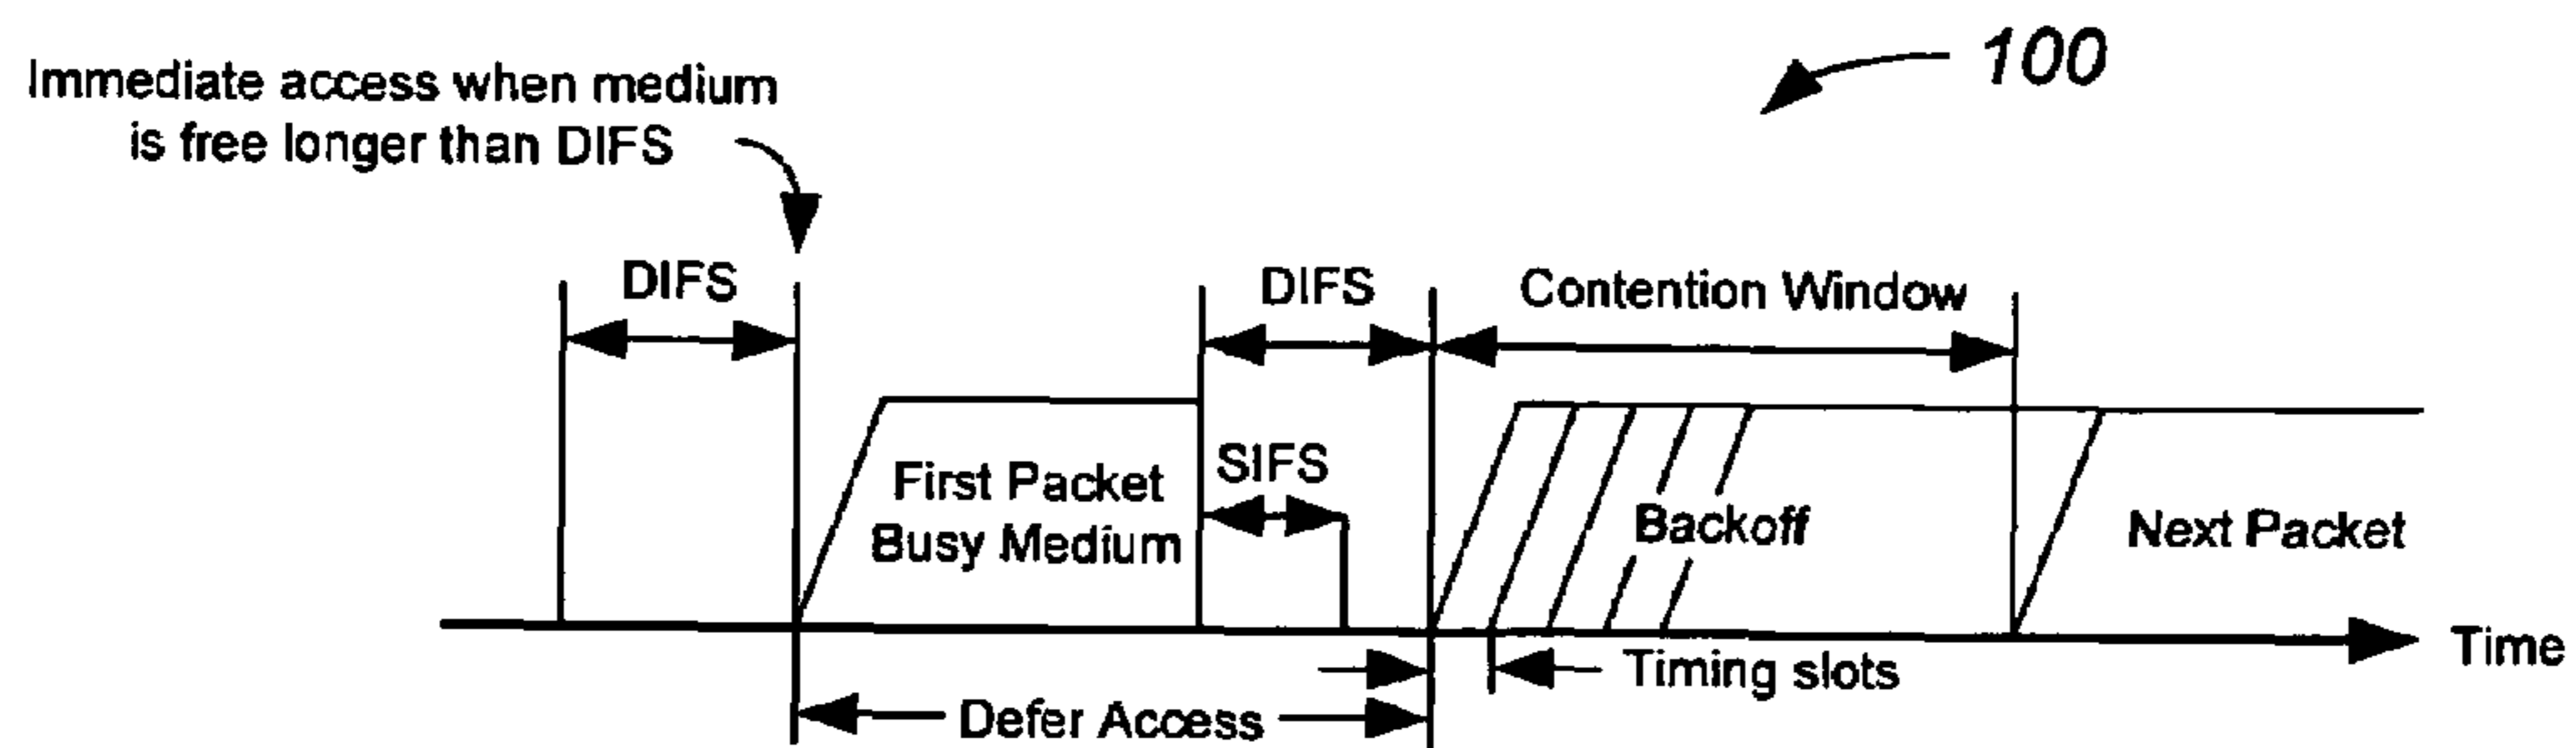 100
Immediate access when medium
is free longer than DIFS
DIFS
DIFS
Contention Window
SIFS
First Packet
Busy Medium
Backoff
Next Packet
Timing slots
Time
Defer Access